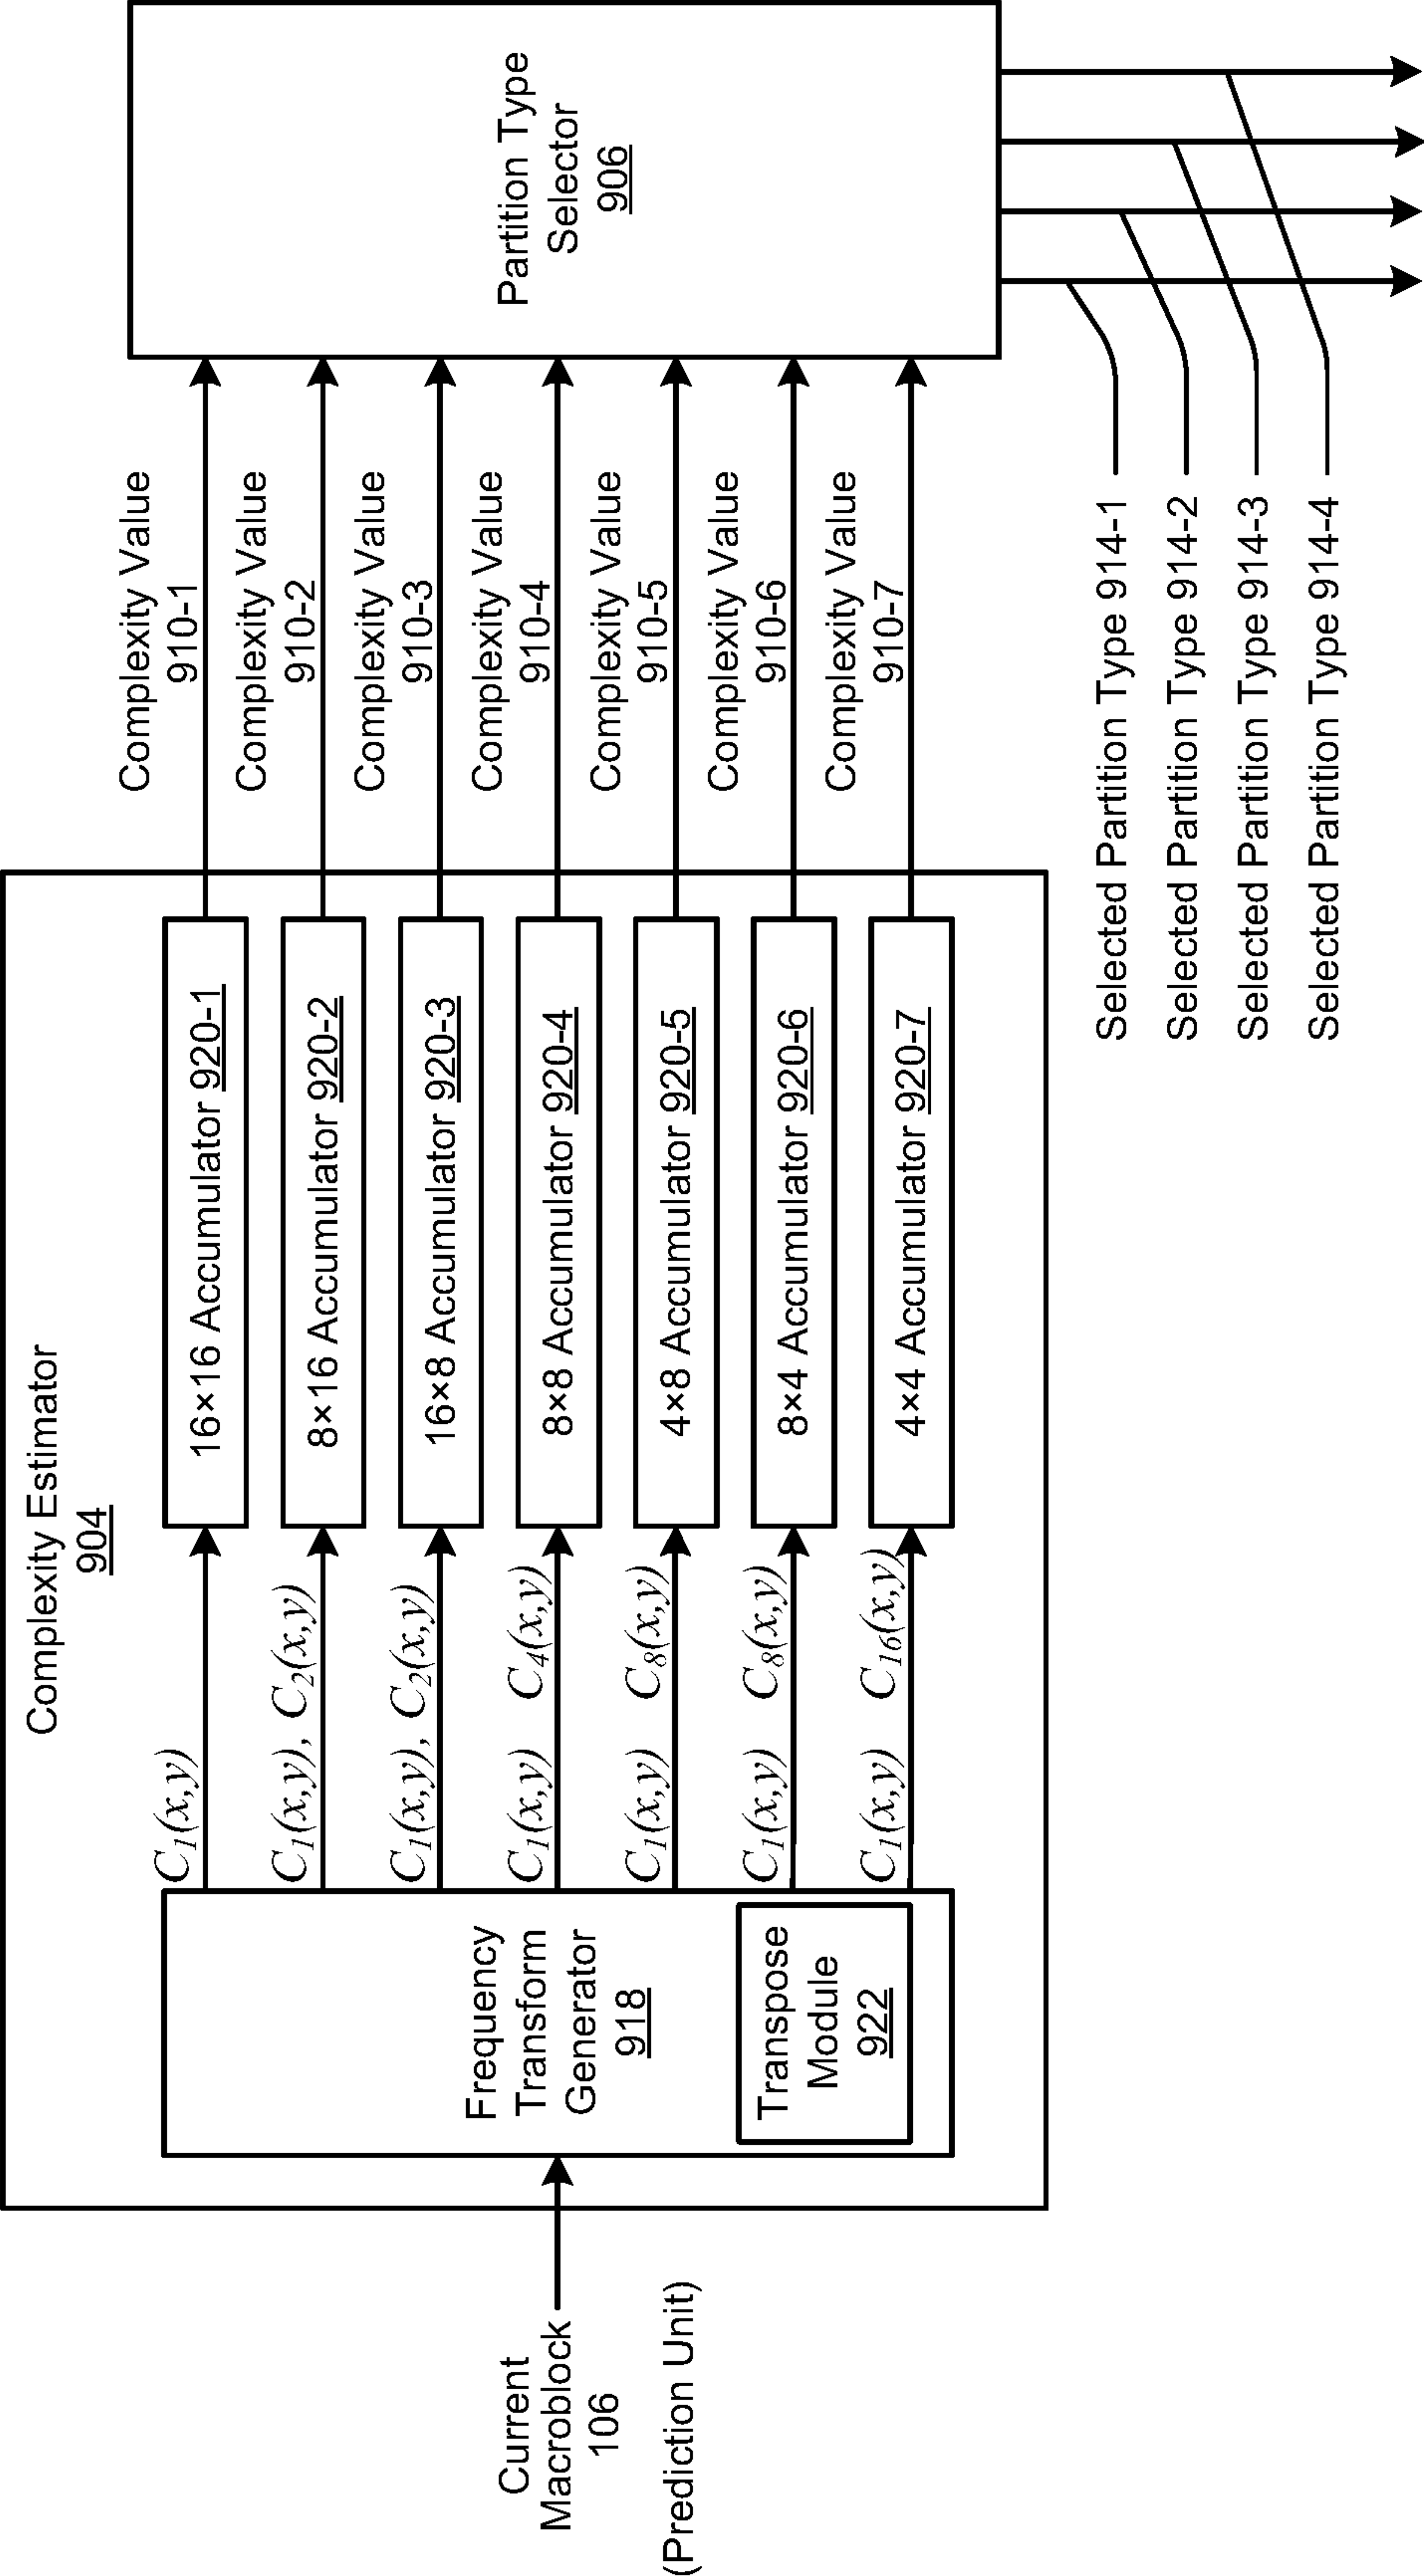 Complexity Estimator
904
Current
Macroblock
106
(Prediction Unit)
Frequency
Transform
Generator
918
Transpose
Module
922
C1(x,y)
C1(x,y), C2(x,y)
C1(x,y), C2(x,y)
C1(x,y) C4(x,y)
C1(x,y) C8(x,y)
C1(x,y) C8(x,y)
C1(x,y) C16(x,y)
16×16 Accumulator 920-1
8×16 Accumulator 920-2
16×8 Accumulator 920-3
8×8 Accumulator 920-4
4×8 Accumulator 920-5
8×4 Accumulator 920-6
4×4 Accumulator 920-7
Complexity Value
910-1
Complexity Value
910-2
Complexity Value
910-3
Complexity Value
910-4
Complexity Value
910-5
Complexity Value
910-6
Complexity Value
910-7
Partition Type
Selector
906
Selected Partition Type 914-1
Selected Partition Type 914-2
Selected Partition Type 914-3
Selected Partition Type 914-4